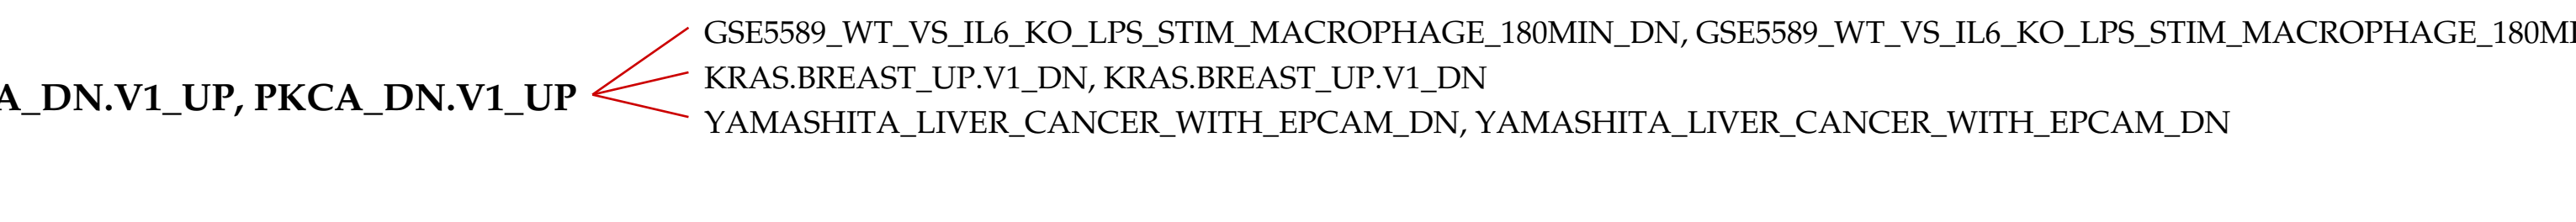 GSE5589_WT_VS_IL6_KO_LPS_STIM_MACROPHAGE_180MIN_DN, GSE5589_WT_VS_IL6_KO_LPS_STIM_MACROPHAGE_180MI
KRAS.BREAST_UP.V1_DN, KRAS.BREAST_UP.V1_DN
A_DN.V1_UP, PKCA_DN.V1_UP
YAMASHITA_LIVER_CANCER_WITH_EPCAM_DN, YAMASHITA_LIVER_CANCER_WITH_EPCAM_DN